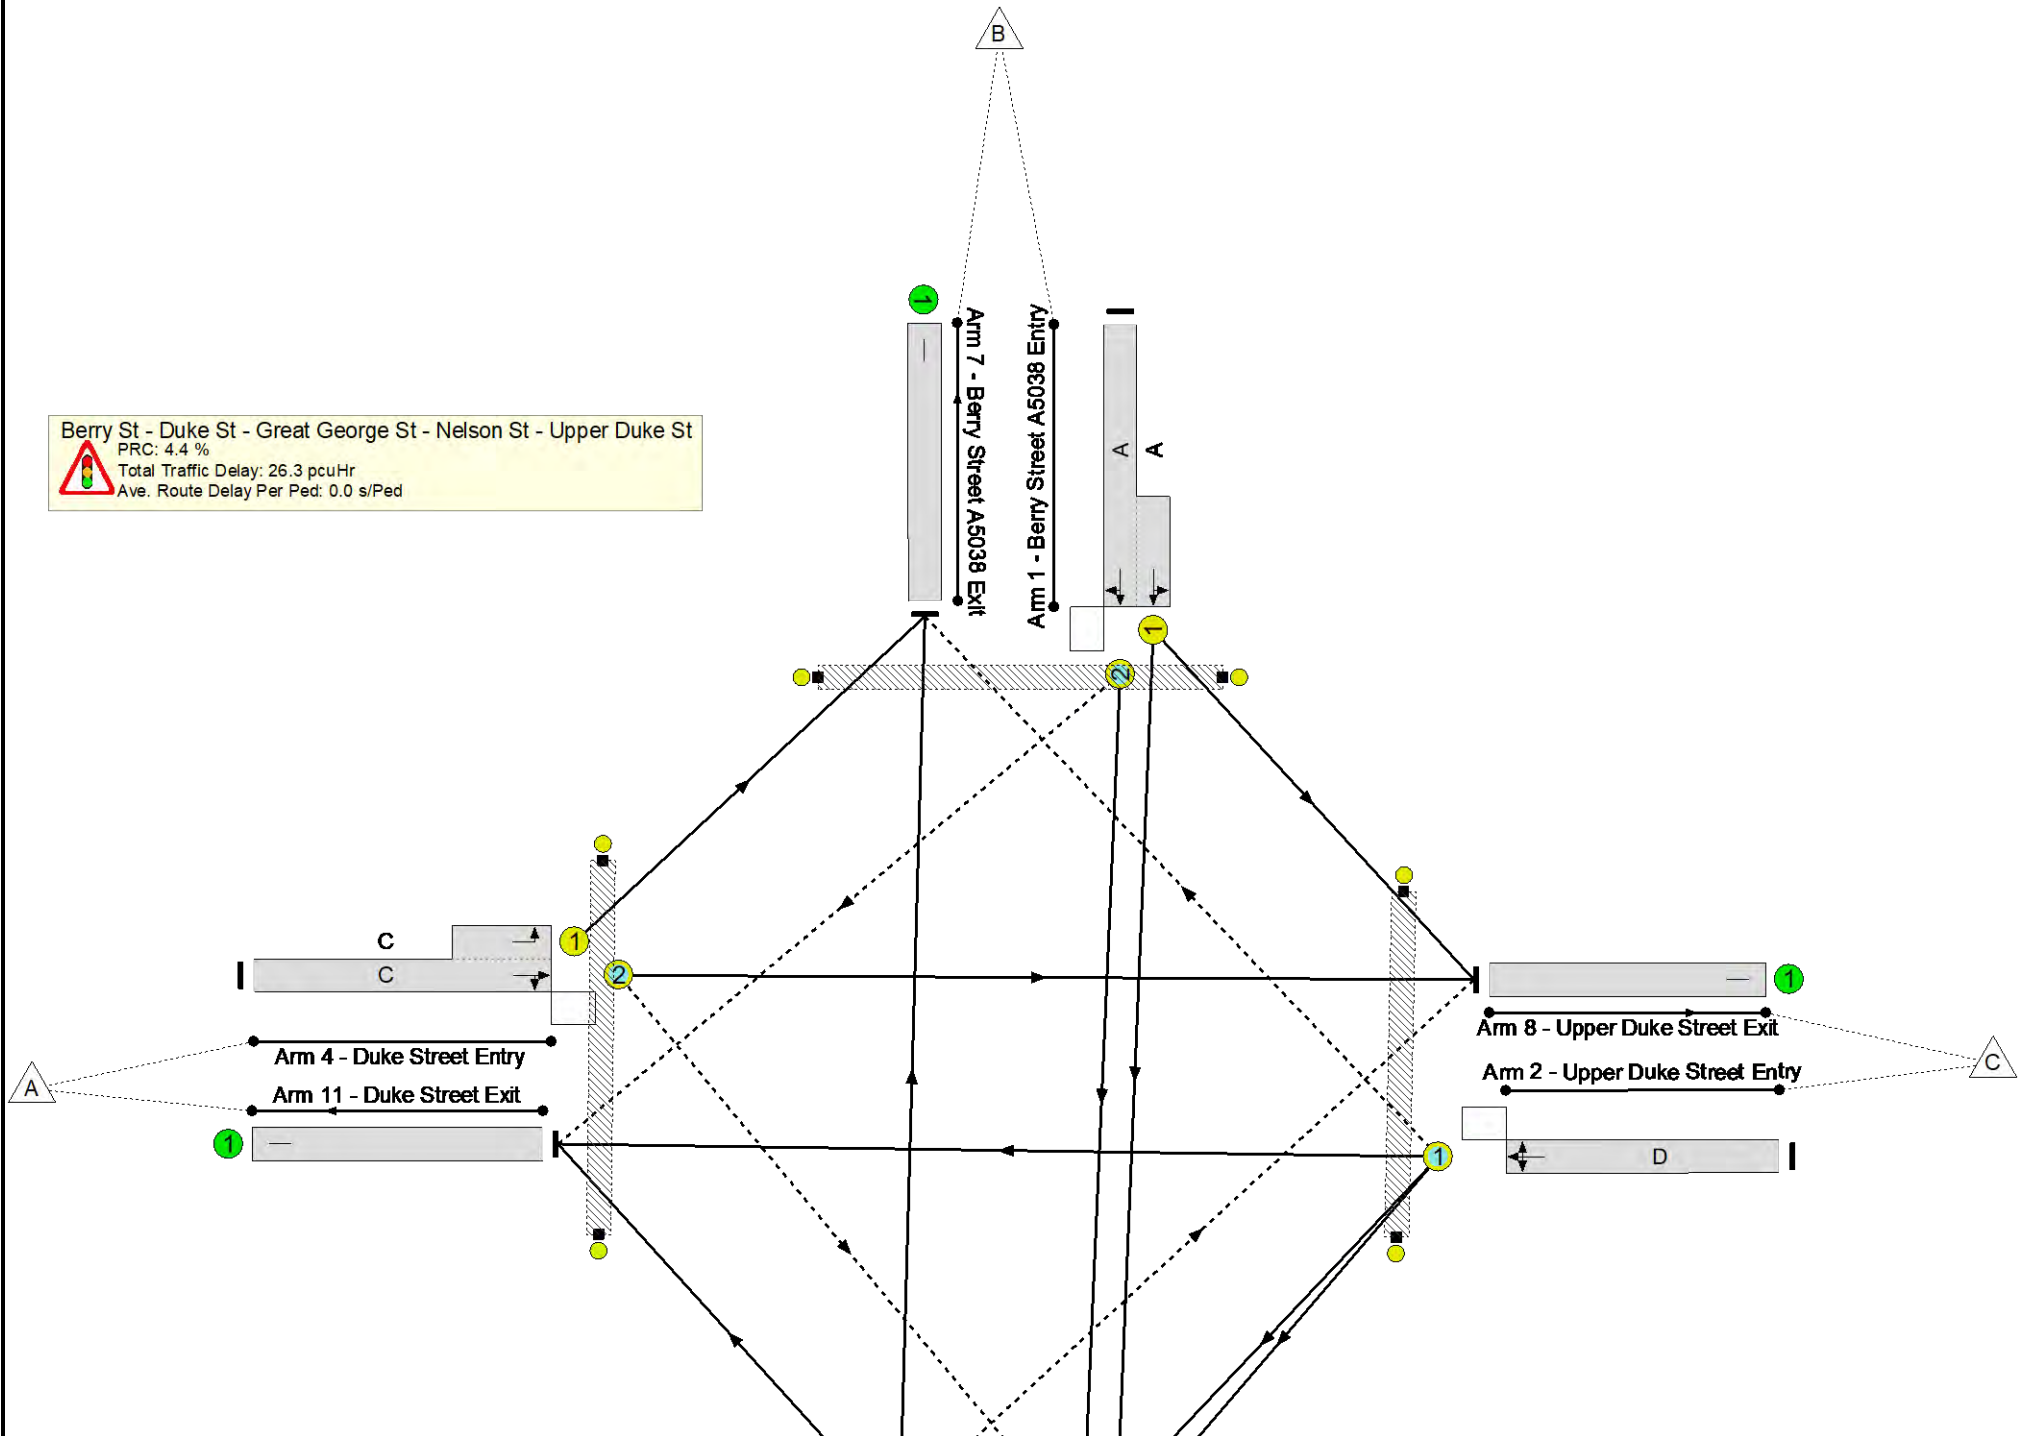 B
1
Arm 7 - Berry Street A5038 Exit
Arm 1 - Berry Street A5038 Entry
A
A
Berry St - Duke St - Great George St - Nelson St - Upper Duke St
PRC: 4.4 %
Total Traffic Delay: 26.3 pcuHr
Ave. Route Delay Per Ped: 0.0 s/Ped
1
2
C
1
C
2
1
Arm 8 - Upper Duke Street Exit
Arm 4 - Duke Street Entry
C
A
Arm 2 - Upper Duke Street Entry
Arm 11 - Duke Street Exit
1
1
D